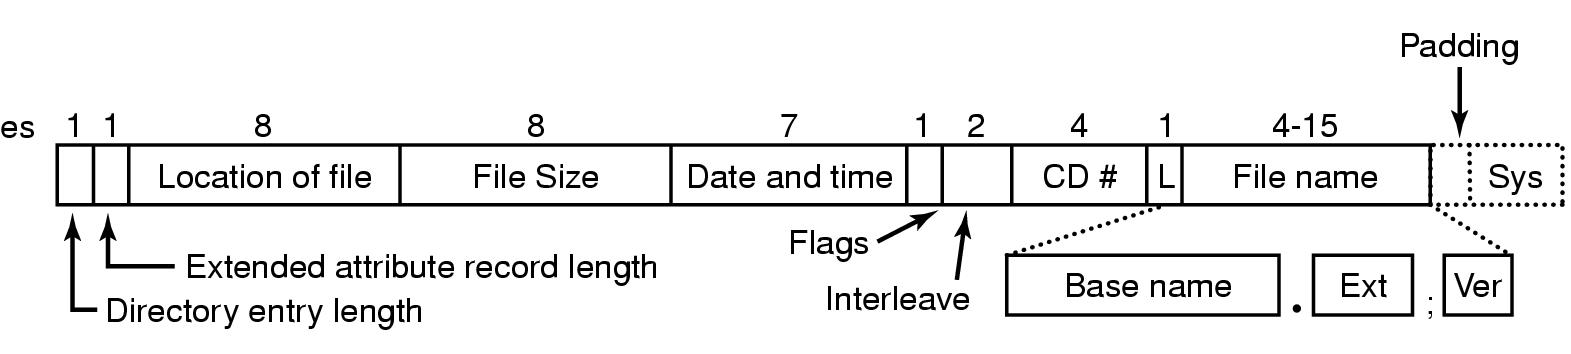 Padding
es 1 1 8 8 7 1 2 4 1 4-15
Location of file File Size Date and time CD # L File name Sys
Flags
Extended attribute record length
Interleave
Base name . Ext ; Ver
Directory entry length